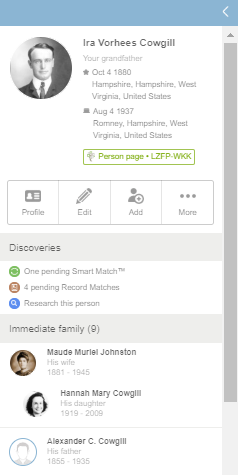 Ira Vorhees Cowgill
Your grandfather
Oct 4 1880
Hampshire, Hampshire, West
Virginia, United States
Aug 4 1937
Romney, Hampshire, West
Virginia, United States
Person page • LZFP-WKK
Profile
Edit
Add
More
Discoveries
One pending Smart Match™
4 pending Record Matches
Research this person
Immediate family (9)
Maude Muriel Johnston
His wife
1881 - 1945
Hannah Mary Cowgill
His daughter
1919 - 2009
Alexander C. Cowgill
His father
1855 - 1935